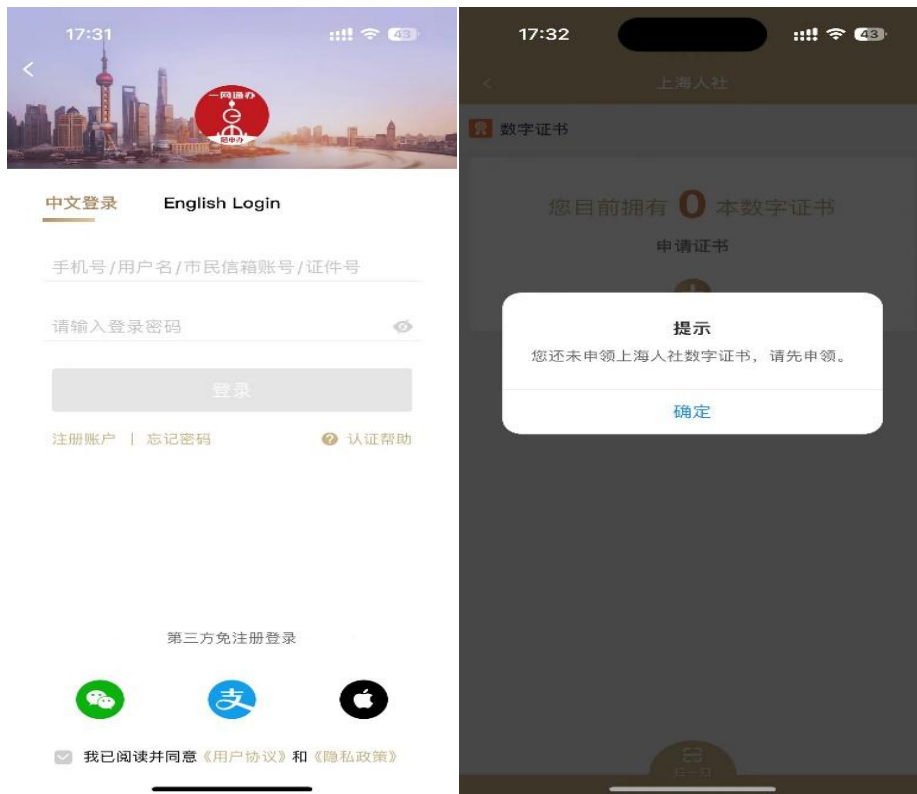 17:31
43
一网通办
随申办
中文登录
English Login
手机号/用户名/市民信箱账号/证件号
请输入登录密码
登录
注册账户 | 忘记密码
? 认证帮助
第三方免注册登录
支
我已阅读并同意《用户协议》和《隐私政策》
17:32
43
上海人社
数字证书
您目前拥有 0 本数字证书
申请证书
提示
您还未申领上海人社数字证书，请先申领。
确定
扫一扫